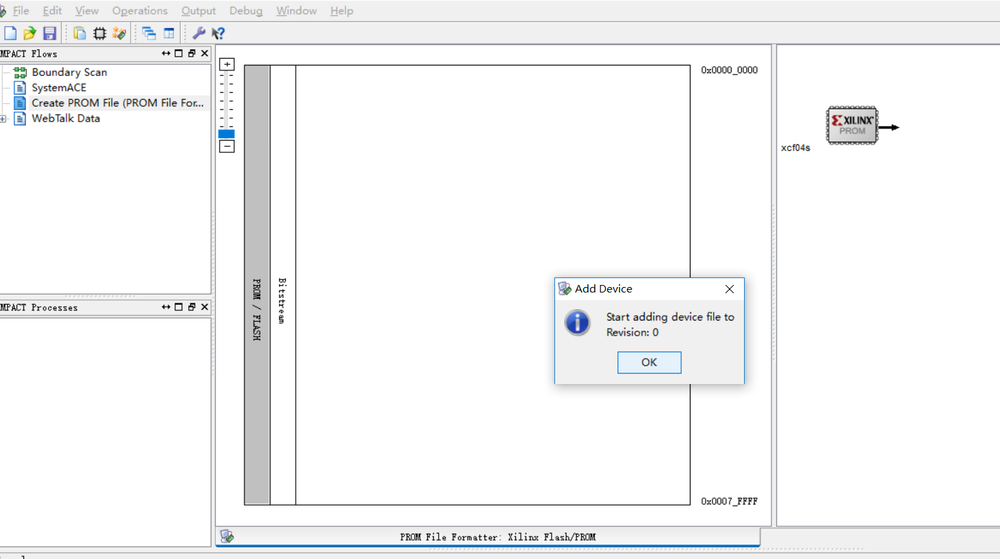 File Edit View Operations Output Debug Window Help
MPACT Flows
Boundary Scan
SystemACE
Create PROM File (PROM File For...
WebTalk Data
MPACT Processes
PROM / FLASH
Bitstream
0x0000_0000
0x0007_FFFF
Add Device
Start adding device file to
Revision: 0
OK
XILINX
PROM
xcf04s
PROM File Formatter: Xilinx Flash/PROM